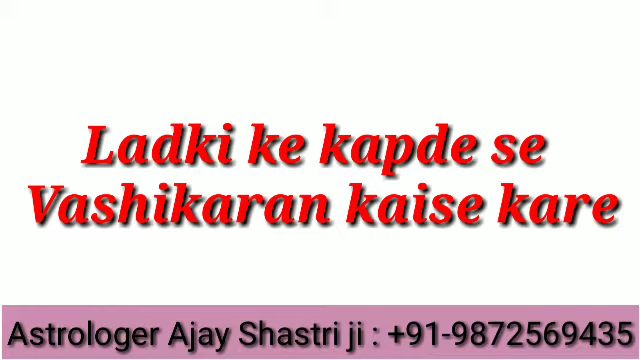 Ladki ke kapde se
Vashikaran kaise kare
Astrologer Ajay Shastri ji : +91-9872569435